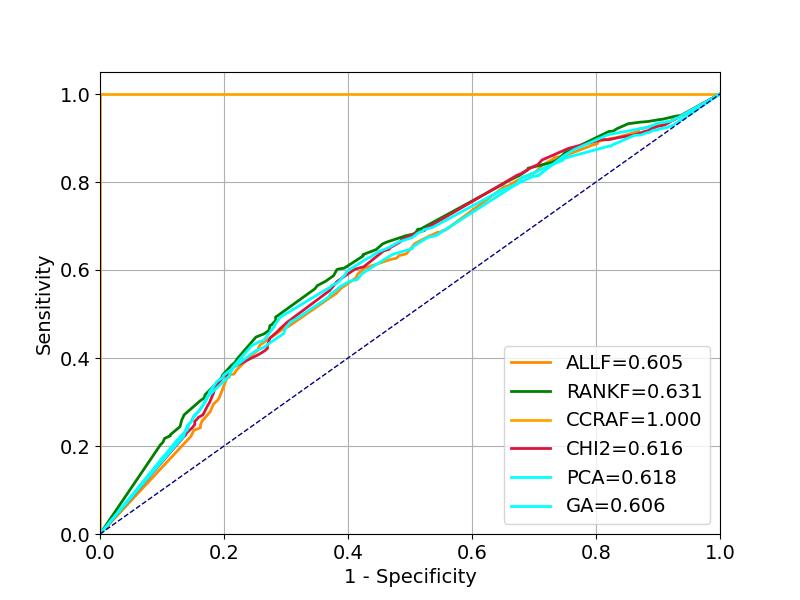 1.0
0.8
0.6
0.4
0.2
0.0
Sensitivity
ALLF=0.605
RANKF=0.631
CCRAF=1.000
CHI2=0.616
PCA=0.618
GA=0.606
0.0 0.2 0.4 0.6 0.8 1.0
1 - Specificity